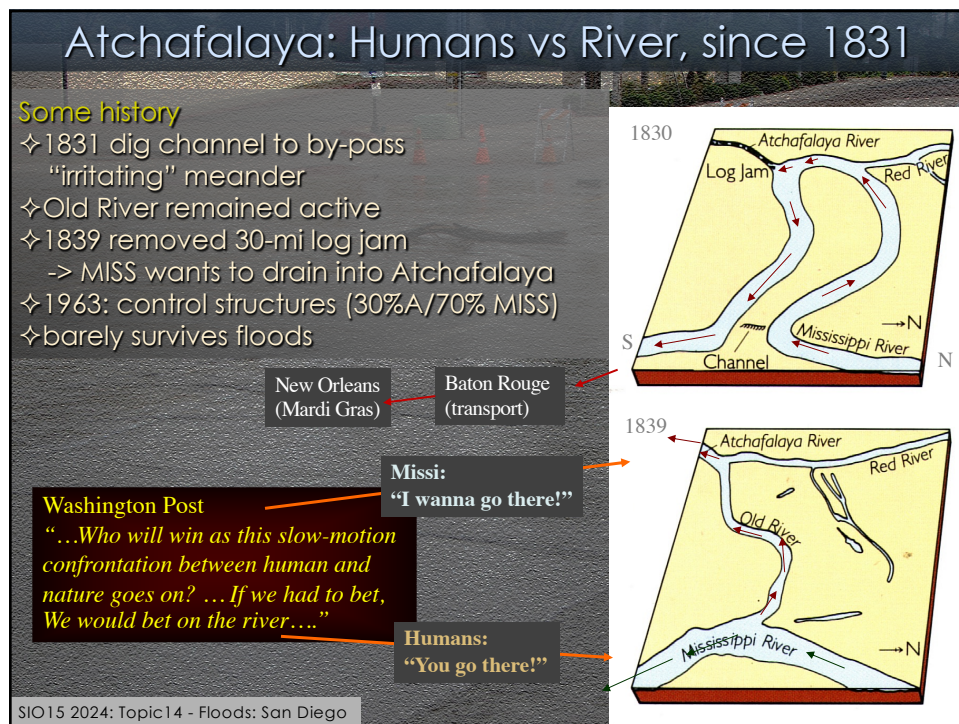 Atchafalaya: Humans vs River, since 1831
Some history
✧1831 dig channel to by-pass
"irritating" meander
✧Old River remained active
✧1839 removed 30-mi log jam
-> MISS wants to drain into Atchafalaya
✧1963: control structures (30%A/70% MISS)
✧barely survives floods
1830
Atchafalaya River
Log Jam
Red River
→N
Mississippi River
S
Channel
N
New Orleans
(Mardi Gras)
Baton Rouge
(transport)
1839
Atchafalaya River
Red River
Old River
Mississippi River
→N
Missi:
"I wanna go there!"
Washington Post
"…Who will win as this slow-motion
confrontation between human and
nature goes on? … If we had to bet,
We would bet on the river…."
Humans:
"You go there!"
SIO15 2024: Topic14 - Floods: San Diego